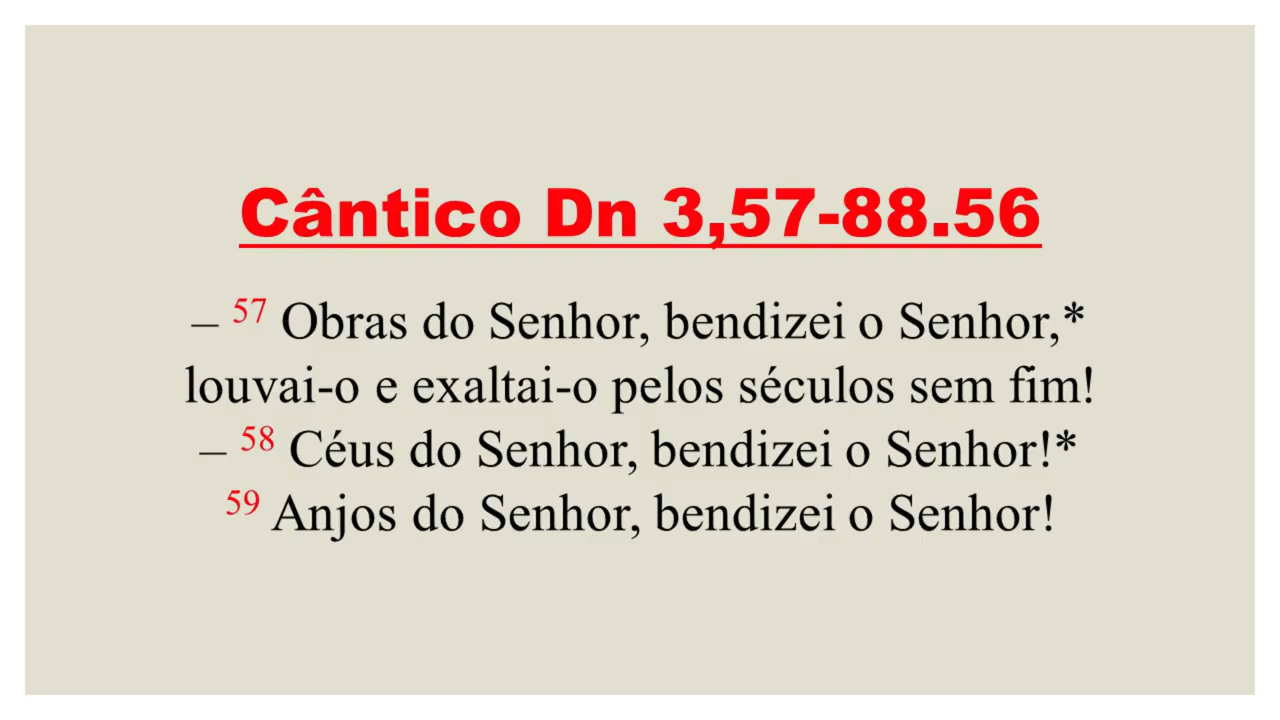 Cântico Dn 3,57-88.56
– 57 Obras do Senhor, bendizei o Senhor,*
louvai-o e exaltai-o pelos séculos sem fim!
– 58 Céus do Senhor, bendizei o Senhor!*
59 Anjos do Senhor, bendizei o Senhor!